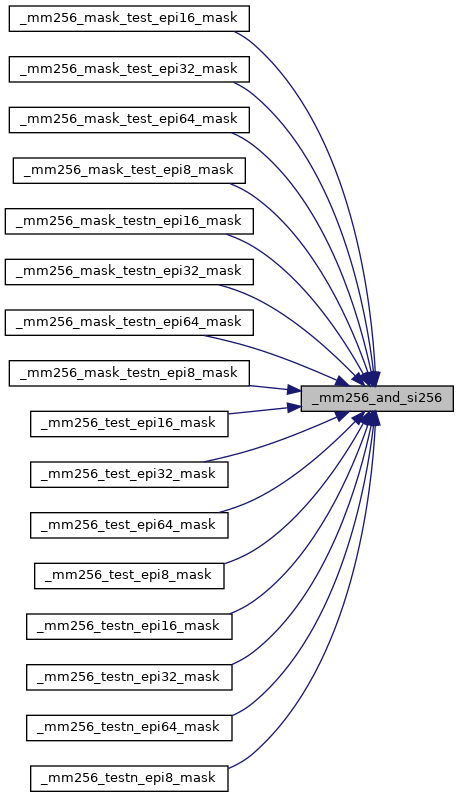 _mm256_mask_test_epi16_mask
_mm256_mask_test_epi32_mask
_mm256_mask_test_epi64_mask
_mm256_mask_test_epi8_mask
_mm256_mask_testn_epi16_mask
_mm256_mask_testn_epi32_mask
_mm256_mask_testn_epi64_mask
_mm256_mask_testn_epi8_mask
_mm256_and_si256
_mm256_test_epi16_mask
_mm256_test_epi32_mask
_mm256_test_epi64_mask
_mm256_test_epi8_mask
_mm256_testn_epi16_mask
_mm256_testn_epi32_mask
_mm256_testn_epi64_mask
_mm256_testn_epi8_mask